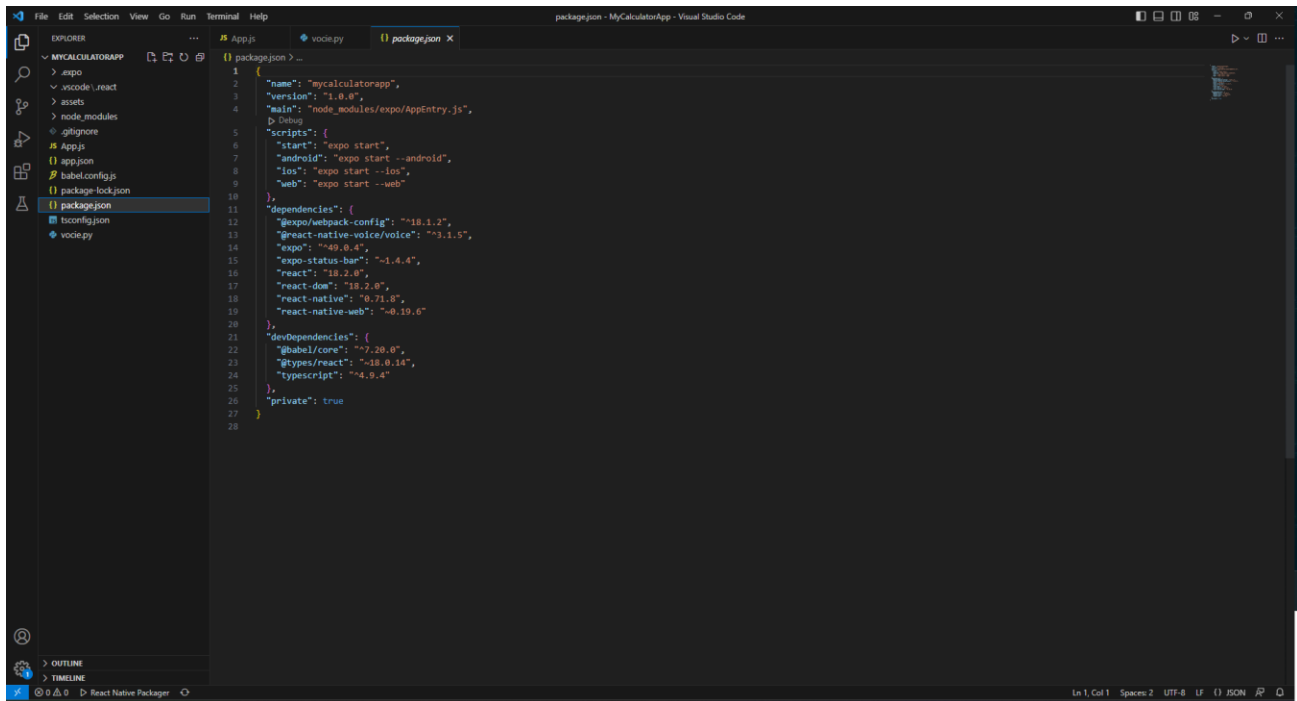 File Edit Selection View Go Run Terminal Help
package.json - MyCalculatorApp - Visual Studio Code
EXPLORER
MYCALCULATORAPP
.expo
.vscode \ .react
assets
node_modules
.gitignore
JS App.js
{} app.json
babel.config.js
{} package-lock.json
{} package.json
tsconfig.json
vocie.py
OUTLINE
TIMELINE
JS App.js vocie.py {} package.json
{} package.json > ...
1 {
2 "name": "mycalculatorapp",
3 "version": "1.0.0",
4 "main": "node_modules/expo/AppEntry.js",
Debug
5 "scripts": {
6 "start": "expo start",
7 "android": "expo start --android",
8 "ios": "expo start --ios",
9 "web": "expo start --web"
10 },
11 "dependencies": {
12 "@expo/webpack-config": "^18.1.2",
13 "@react-native-voice/voice": "^3.1.5",
14 "expo": "^49.0.4",
15 "expo-status-bar": "~1.4.4",
16 "react": "18.2.0",
17 "react-dom": "18.2.0",
18 "react-native": "0.71.8",
19 "react-native-web": "~0.19.6"
20 },
21 "devDependencies": {
22 "@babel/core": "^7.20.0",
23 "@types/react": "~18.0.14",
24 "typescript": "^4.9.4"
25 },
26 "private": true
27 }
28
1
0 0 React Native Packager
Ln 1, Col 1 Spaces: 2 UTF-8 LF {} JSON